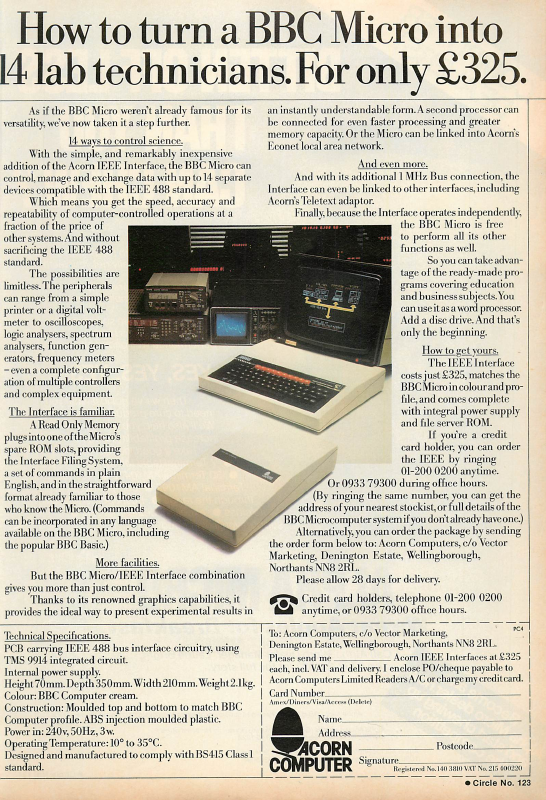 How to turn a BBC Micro into
14 lab technicians. For only £325.
As if the BBC Micro weren't already famous for its
versatility, we've now taken it a step further.
14 ways to control science.
With the simple, and remarkably inexpensive
addition of the Acorn IEEE Interface, the BBC Micro can
control, manage and exchange data with up to 14 separate
devices compatible with the IEEE 488 standard.
Which means you get the speed, accuracy and
repeatability of computer-controlled operations at a
fraction of the price of
other systems. And without
sacrificing the IEEE 488
standard.
The possibilities are
limitless. The peripherals
can range from a simple
printer or a digital volt-
meter to oscilloscopes,
logic analysers, spectrum
analysers, function gen-
erators, frequency meters
– even a complete configur-
ation of multiple controllers
and complex equipment.
The Interface is familiar.
A Read Only Memory
plugs into one of the Micro's
spare ROM slots, providing
the Interface Filing System,
a set of commands in plain
English, and in the straightforward
format already familiar to those
who know the Micro. (Commands
can be incorporated in any language
available on the BBC Micro, including
the popular BBC Basic.)
More facilities.
But the BBC Micro/IEEE Interface combination
gives you more than just control.
Thanks to its renowned graphics capabilities, it
provides the ideal way to present experimental results in
an instantly understandable form. A second processor can
be connected for even faster processing and greater
memory capacity. Or the Micro can be linked into Acorn's
Econet local area network.
And even more.
And with its additional 1 MHz Bus connection, the
Interface can even be linked to other interfaces, including
Acorn's Teletext adaptor.
Finally, because the Interface operates independently,
the BBC Micro is free
to perform all its other
functions as well.
So you can take advan-
tage of the ready-made pro-
grams covering education
and business subjects. You
can use it as a word processor.
Add a disc drive. And that's
only the beginning.
How to get yours.
The IEEE Interface
costs just £325, matches the
BBC Micro in colour and pro-
file, and comes complete
with integral power supply
and file server ROM.
If you're a credit
card holder, you can order
the IEEE by ringing
01-200 0200 anytime.
Or 0933 79300 during office hours.
(By ringing the same number, you can get the
address of your nearest stockist, or full details of the
BBC Microcomputer system if you don't already have one.)
Alternatively, you can order the package by sending
the order form below to: Acorn Computers, c/o Vector
Marketing, Denington Estate, Wellingborough,
Northants NN8 2RL.
Please allow 28 days for delivery.
Credit card holders, telephone 01-200 0200
anytime, or 0933 79300 office hours.
Technical Specifications.
PCB carrying IEEE 488 bus interface circuitry, using
TMS 9914 integrated circuit.
Internal power supply.
Height 70mm. Depth 350mm. Width 210mm. Weight 2.1kg.
Colour: BBC Computer cream.
Construction: Moulded top and bottom to match BBC
Computer profile. ABS injection moulded plastic.
Power in: 240v, 50Hz, 3w.
Operating Temperature: 10° to 35°C.
Designed and manufactured to comply with BS415 Class 1
standard.
PC4
To: Acorn Computers, c/o Vector Marketing,
Denington Estate, Wellingborough, Northants NN8 2RL.
Please send me Acorn IEEE Interfaces at £325
each, incl. VAT and delivery. I enclose PO/cheque payable to
Acorn Computers Limited Readers A/C or charge my credit card.
Card Number
Amex/Diners/Visa/Access (Delete)
Name
Address
Postcode
Signature
Registered No. 140 3810 VAT No. 215 400220
ACORN
COMPUTER
Circle No. 123